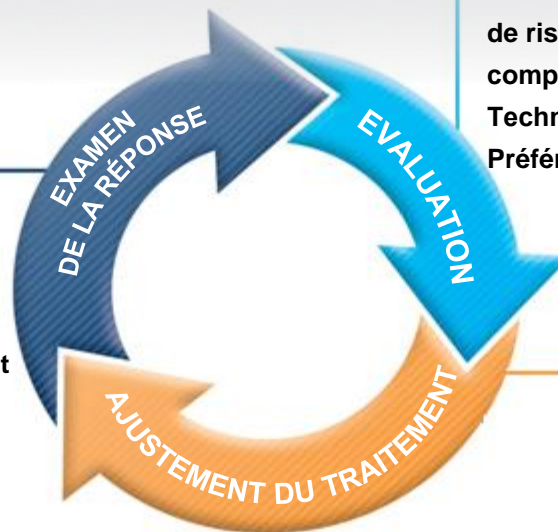 de ris
comp
Techn
Préfér
EXAMEN
DE LA RÉPONSE
EVALUATION
t
AJUSTEMENT DU TRAITEMENT